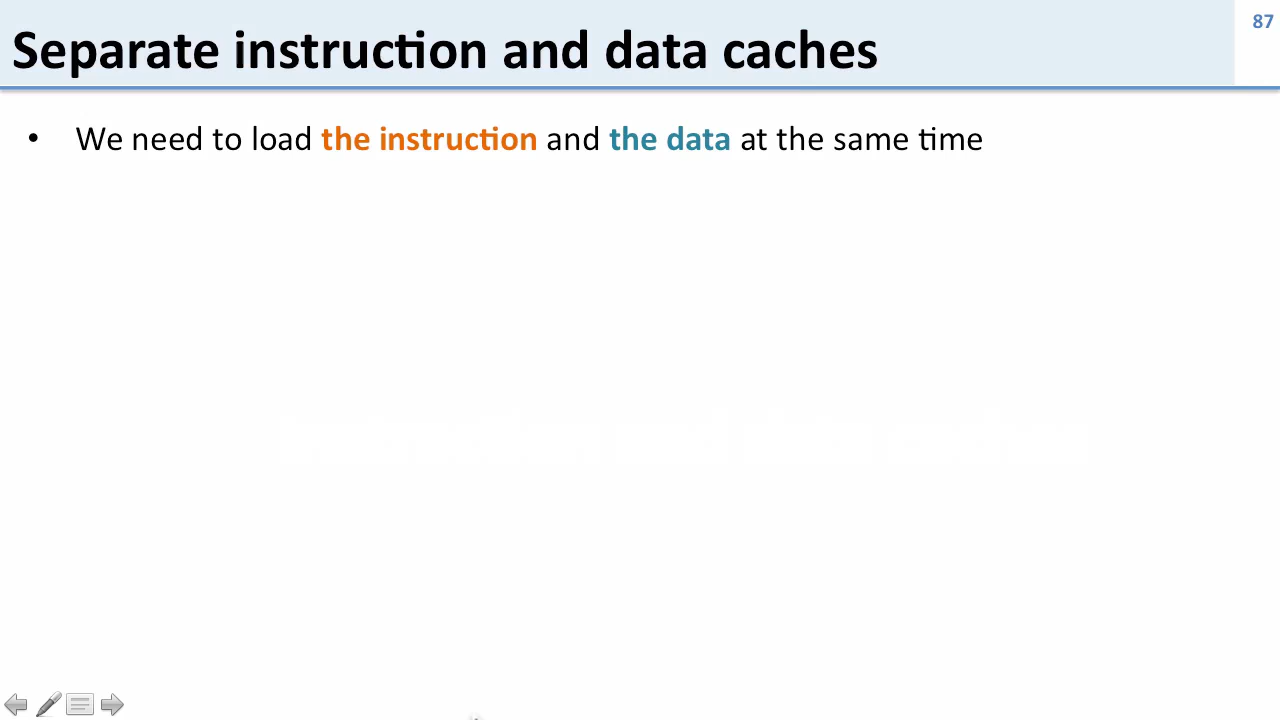 87
Separate instruction and data caches
• We need to load the instruction and the data at the same time